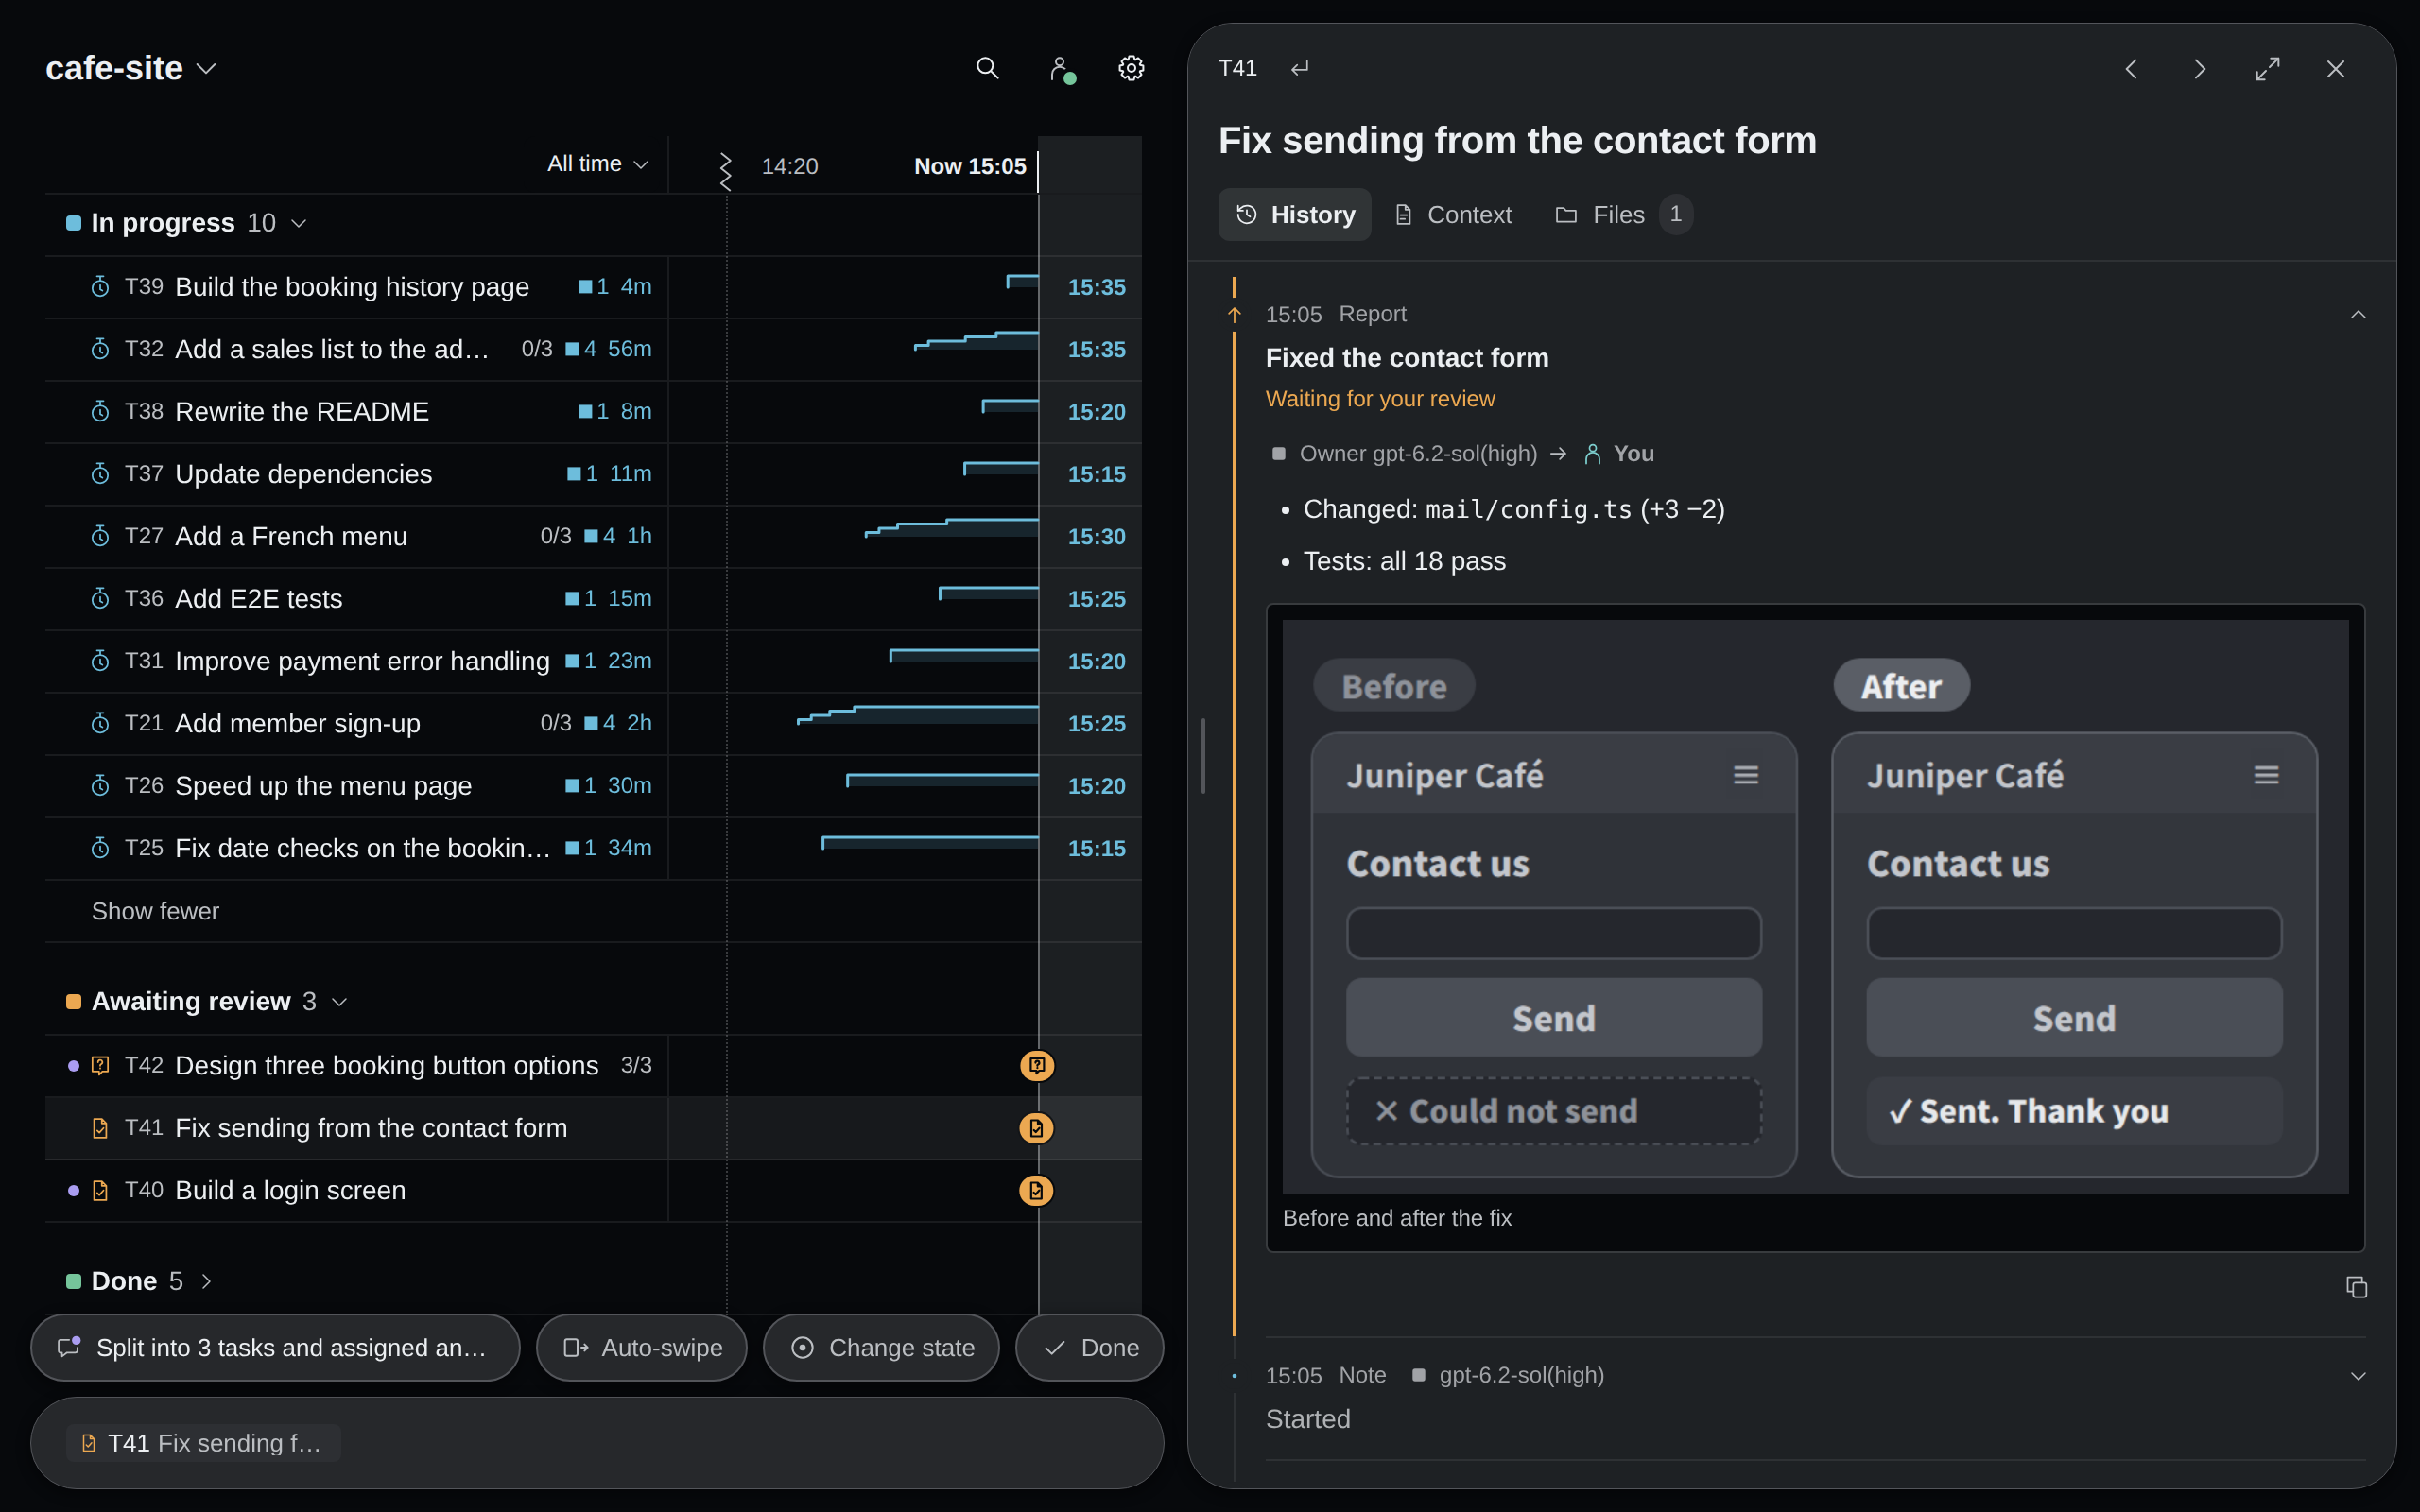 cafe-site
All time
14:20
Now 15:05
In progress 10
T39 Build the booking history page 1 4m 15:35
T32 Add a sales list to the ad… 0/3 4 56m 15:35
T38 Rewrite the README 1 8m 15:20
T37 Update dependencies 1 11m 15:15
T27 Add a French menu 0/3 4 1h 15:30
T36 Add E2E tests 1 15m 15:25
T31 Improve payment error handling 1 23m 15:20
T21 Add member sign-up 0/3 4 2h 15:25
T26 Speed up the menu page 1 30m 15:20
T25 Fix date checks on the bookin… 1 34m 15:15
Show fewer
Awaiting review 3
T42 Design three booking button options 3/3
T41 Fix sending from the contact form
T40 Build a login screen
Done 5
Split into 3 tasks and assigned an…
Auto-swipe
Change state
Done
T41 Fix sending f…
T41
Fix sending from the contact form
History
Context
Files 1
15:05 Report
Fixed the contact form
Waiting for your review
Owner gpt-6.2-sol(high) → You
• Changed: mail/config.ts (+3 −2)
• Tests: all 18 pass
Before
Juniper Café
Contact us
Send
✕ Could not send
After
Juniper Café
Contact us
Send
✓ Sent. Thank you
Before and after the fix
15:05 Note gpt-6.2-sol(high)
Started